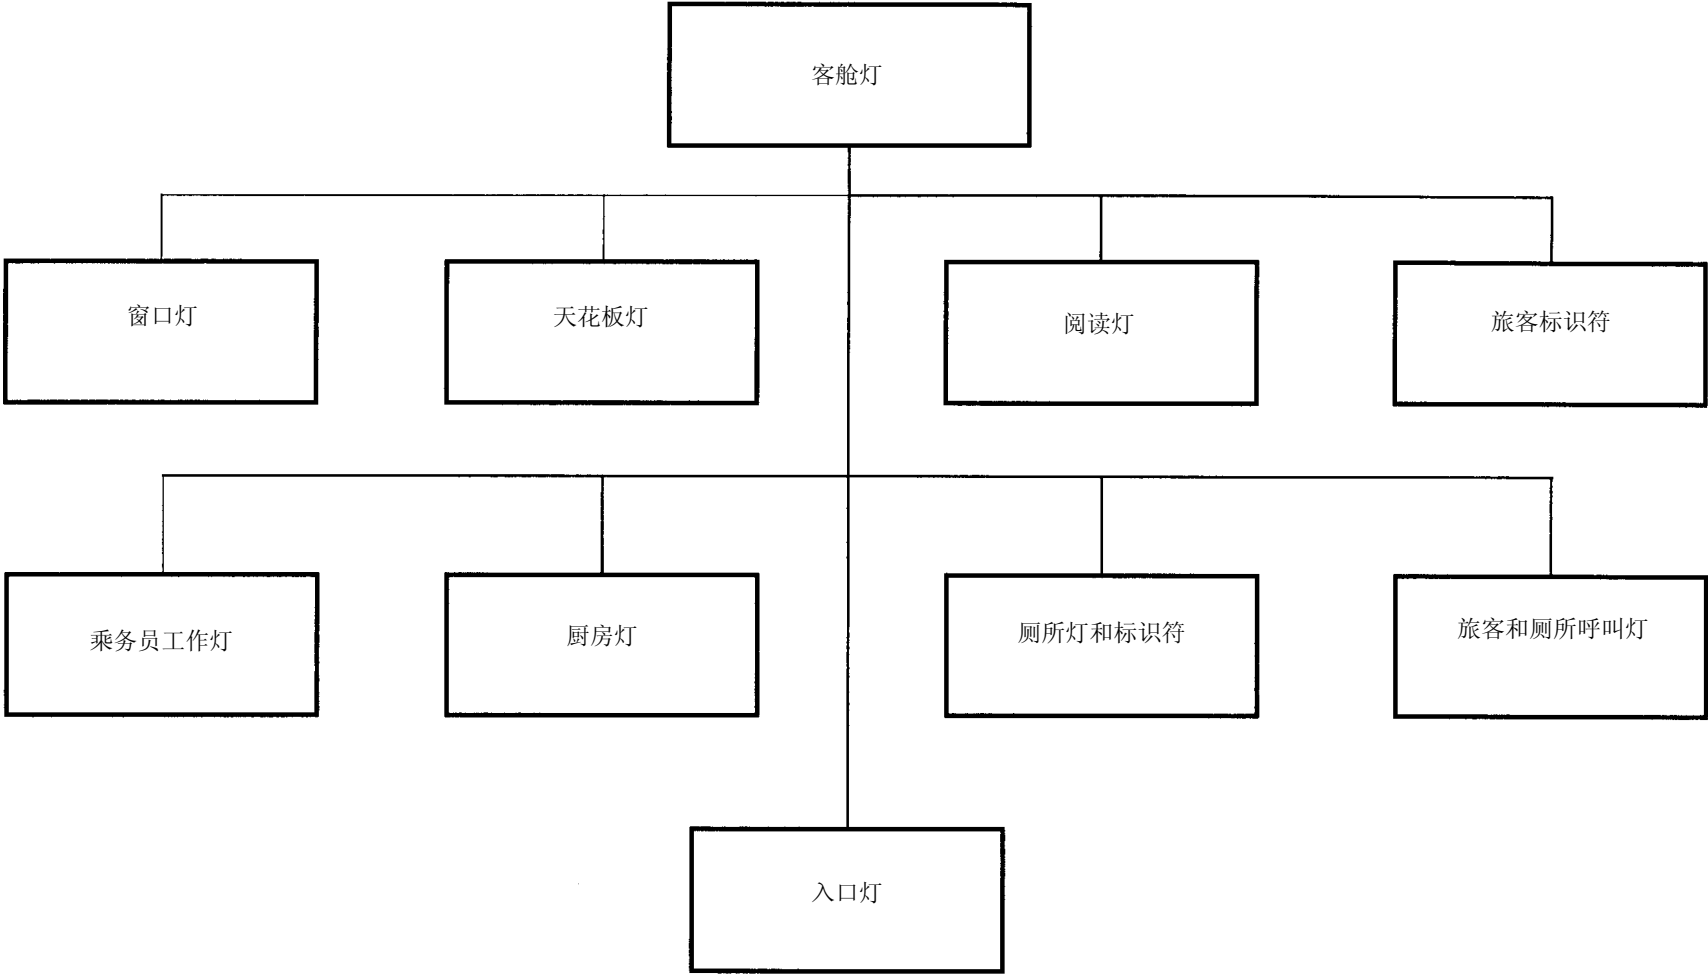 客舱灯
窗口灯
天花板灯
阅读灯
旅客标识符
乘务员工作灯
厨房灯
厕所灯和标识符
旅客和厕所呼叫灯
入口灯